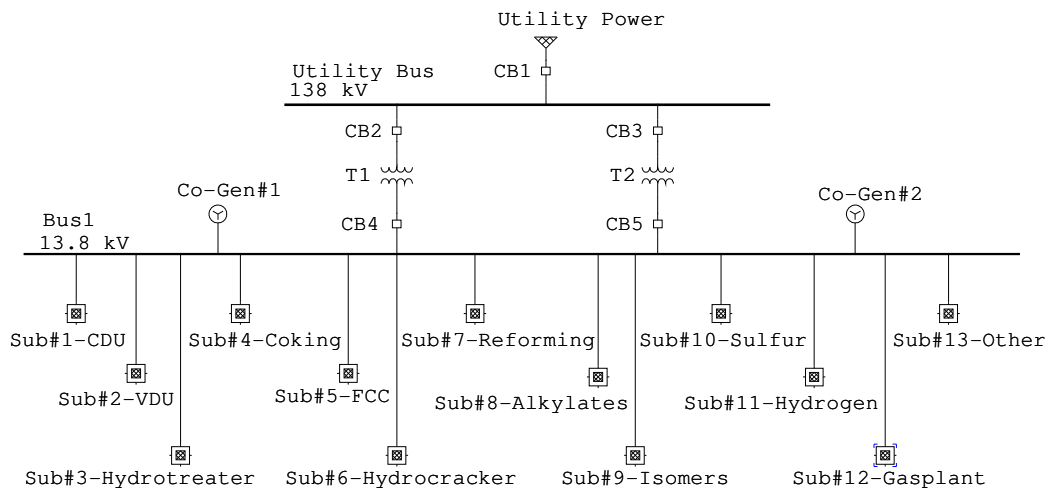 Utility Power
CB1
Utility Bus
138 kV
CB2
CB3
T1
T2
Co-Gen#1
Co-Gen#2
CB4
CB5
Bus1
13.8 kV
Sub#1-CDU
Sub#4-Coking
Sub#7-Reforming
Sub#10-Sulfur
Sub#13-Other
Sub#2-VDU
Sub#5-FCC
Sub#8-Alkylates
Sub#11-Hydrogen
Sub#3-Hydrotreater
Sub#6-Hydrocracker
Sub#9-Isomers
Sub#12-Gasplant